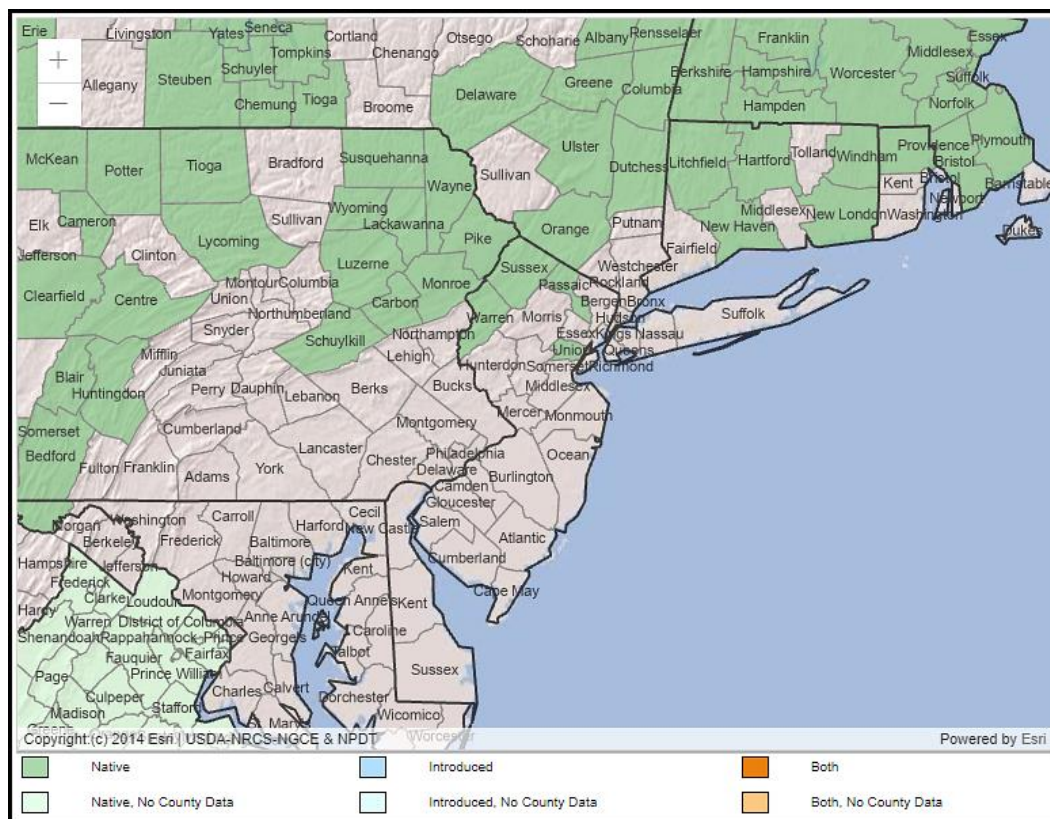 Erie Livingston Yates Seneca Cortland Otsego Schoharie Albany Rensselaer Franklin Essex
+ Tompkins Chenango Middlesex
Allegany Steuben Schuyler Greene Berkshire Hampshire Worcester Suffolk
− Chemung Tioga Broome Delaware Columbia Hampden Norfolk
Ulster Plymouth
McKean Potter Tioga Bradford Susquehanna Sullivan Dutchess Litchfield Hartford Tolland Windham Providence Bristol
Wayne Kent Bristol Barnstable
Elk Cameron Sullivan Wyoming Lackawanna Orange Putnam Middlesex New London Washington Newport
Jefferson Clinton Lycoming Pike New Haven Fairfield Dukes
Luzerne Sussex Westchester
Clearfield Centre Montour Columbia Carbon Monroe Passaic Rockland
Union Northumberland Warren Morris Bergen Bronx Suffolk
Snyder Schuylkill Northampton Essex Hudson Kings Nassau
Mifflin Lehigh Union Queens
Blair Juniata Hunterdon Somerset Richmond
Huntingdon Perry Dauphin Lebanon Berks Bucks Middlesex
Somerset Cumberland Montgomery Mercer Monmouth
Bedford Lancaster Philadelphia Ocean
Fulton Franklin Adams York Chester Delaware Burlington
Camden
Morgan Washington Carroll Harford Cecil New Castle Gloucester
Berkeley Frederick Baltimore Salem Atlantic
Hampshire Jefferson Baltimore (city) Kent Cumberland
Frederick Howard
Clarke Loudour Montgomery Queen Anne's Kent Cape May
Hardy Warren District of Columbia Anne Arundel
Shenandoah Rappahannock Prince George's Caroline
Fauquier Fairfax Talbot
Page Prince William Sussex
Culpeper Charles Calvert Dorchester
Madison Stafford St. Mary's Wicomico
Greene Worcester
Copyright:(c) 2014 Esri | USDA-NRCS-NGCE & NPDT Powered by Esri
Native Introduced Both
Native, No County Data Introduced, No County Data Both, No County Data